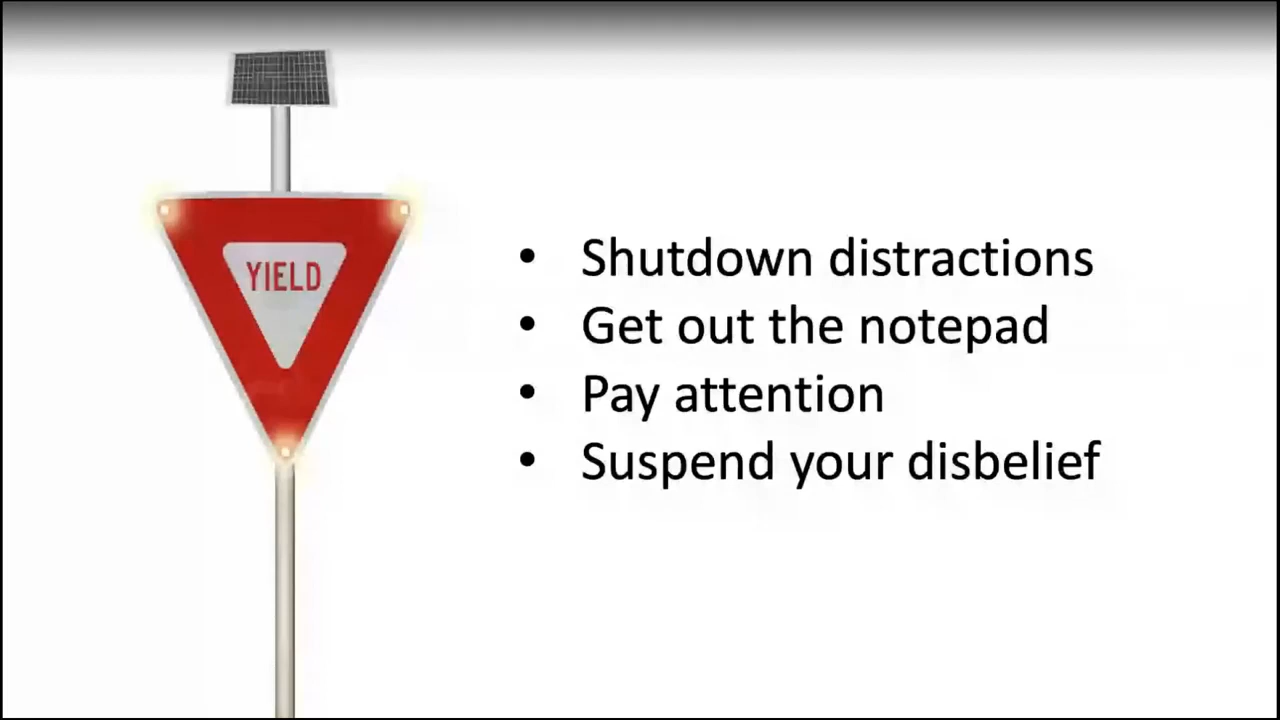 YIELD
• Shutdown distractions
• Get out the notepad
• Pay attention
• Suspend your disbelief